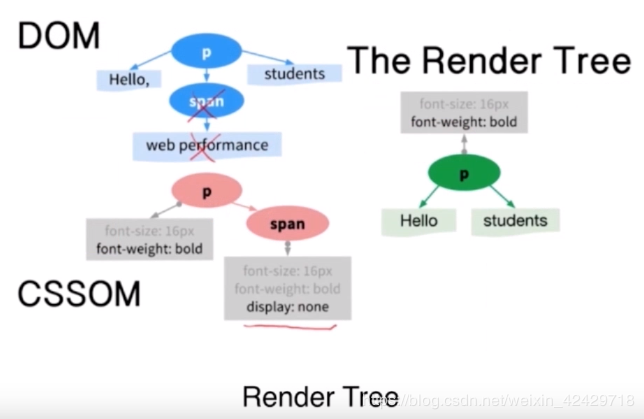 DOM
p
Hello,
students
span
web performance
p
font-size: 16px
font-weight: bold
span
font-size: 16px
font-weight: bold
display: none
CSSOM
The Render Tree
font-size: 16px
font-weight: bold
p
Hello
students
Render Tree
blog.csdn.net/weixin_42429718